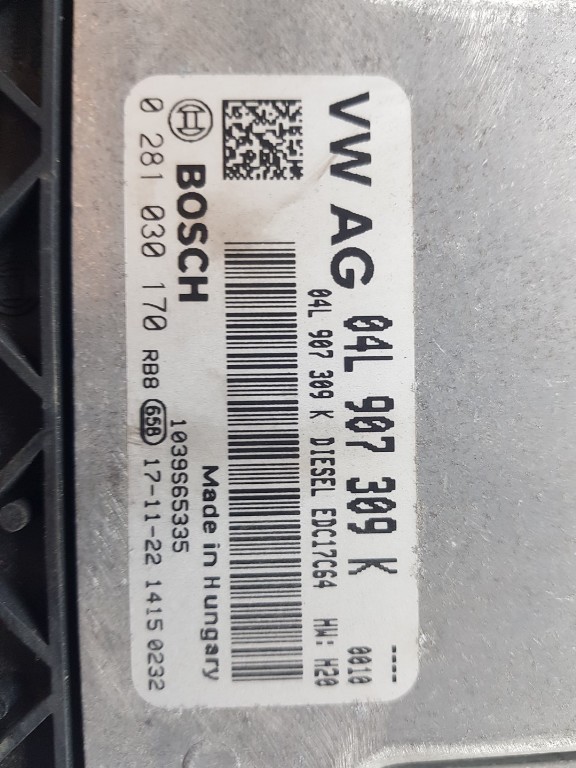 VW AG 04L 907 309 K ----
04L 907 309 K DIESEL EDC17C64 HW: H20
0010
BOSCH
Made in Hungary
1039S65335
0 281 030 170 RB8 658 17-11-22 1415 0232